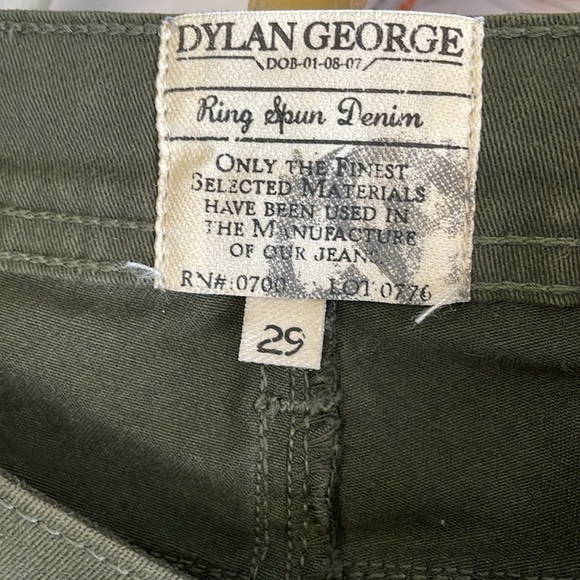 DYLAN GEORGE
DOB-01-08-07
Ring Spun Denim
ONLY THE FINEST
SELECTED MATERIALS
HAVE BEEN USED IN
THE MANUFACTURE
OF OUR JEANS
RN#:0700 LOT 0776
29